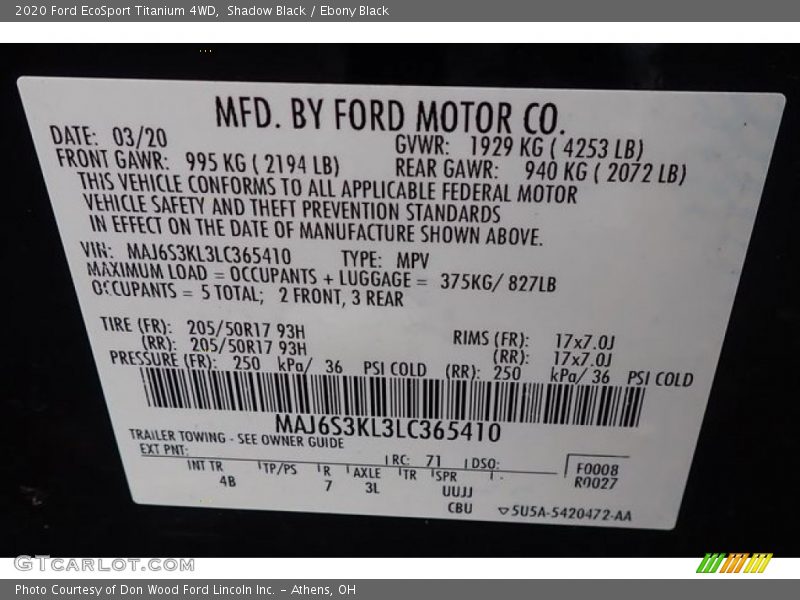 2020 Ford EcoSport Titanium 4WD,  Shadow Black / Ebony Black
MFD. BY FORD MOTOR CO.
DATE: 03/20 GVWR: 1929 KG ( 4253 LB)
FRONT GAWR: 995 KG ( 2194 LB) REAR GAWR: 940 KG ( 2072 LB)
THIS VEHICLE CONFORMS TO ALL APPLICABLE FEDERAL MOTOR
VEHICLE SAFETY AND THEFT PREVENTION STANDARDS
IN EFFECT ON THE DATE OF MANUFACTURE SHOWN ABOVE.
VIN: MAJ6S3KL3LC365410 TYPE: MPV
MAXIMUM LOAD = OCCUPANTS + LUGGAGE = 375KG/ 827LB
OCCUPANTS = 5 TOTAL; 2 FRONT, 3 REAR
TIRE (FR): 205/50R17 93H RIMS (FR): 17x7.0J
(RR): 205/50R17 93H (RR): 17x7.0J
PRESSURE (FR): 250 kPa/ 36 PSI COLD (RR): 250 kPa/ 36 PSI COLD
MAJ6S3KL3LC365410
TRAILER TOWING - SEE OWNER GUIDE
EXT PNT: RC: 71 DSO: F0008
INT TR TP/PS R AXLE TR SPR R0027
4B 7 3L UUJJ
CBU ▽5U5A-5420472-AA
GTCarLot.com
Photo Courtesy of Don Wood Ford Lincoln Inc. - Athens, OH